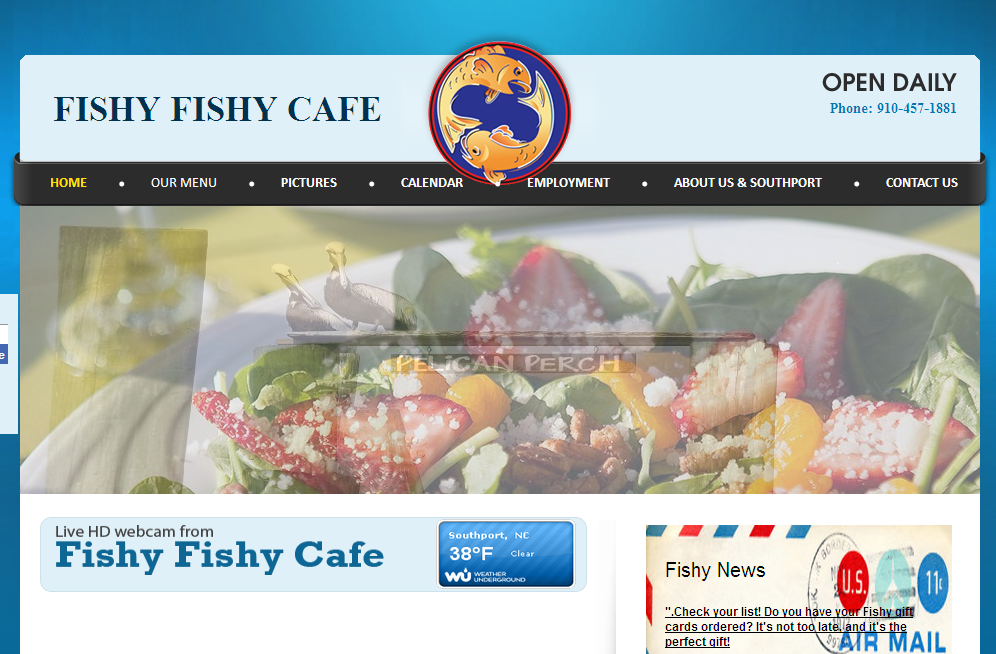 FISHY FISHY CAFE
OPEN DAILY
Phone: 910-457-1881
HOME OUR MENU PICTURES CALENDAR EMPLOYMENT ABOUT US & SOUTHPORT CONTACT US
e
PELICAN PERCH
Live HD webcam from
Fishy Fishy Cafe
Southport, NC
38°F Clear
wu WEATHER
UNDERGROUND
Fishy News
U.S. 11c
".Check your list! Do you have your Fishy gift
cards ordered? It's not too late. and it's the
perfect gift!
AIR MAIL